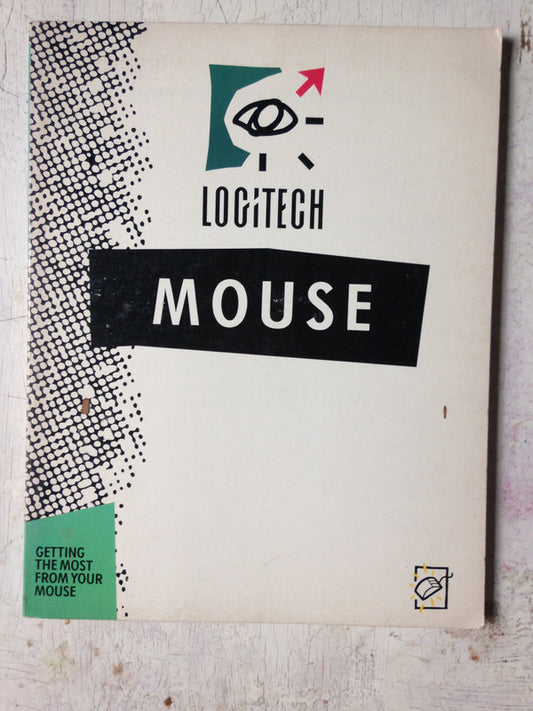 LOGiTECH
MOUSE
GETTING
THE MOST
FROM YOUR
MOUSE